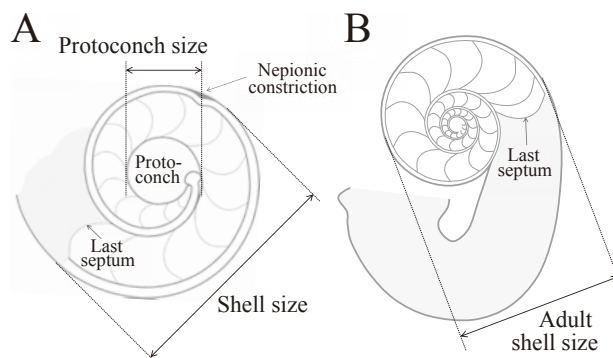 A
Protoconch size
Nepionic
constriction
Proto-
conch
Last
septum
Shell size
B
Last
septum
Adult
shell size